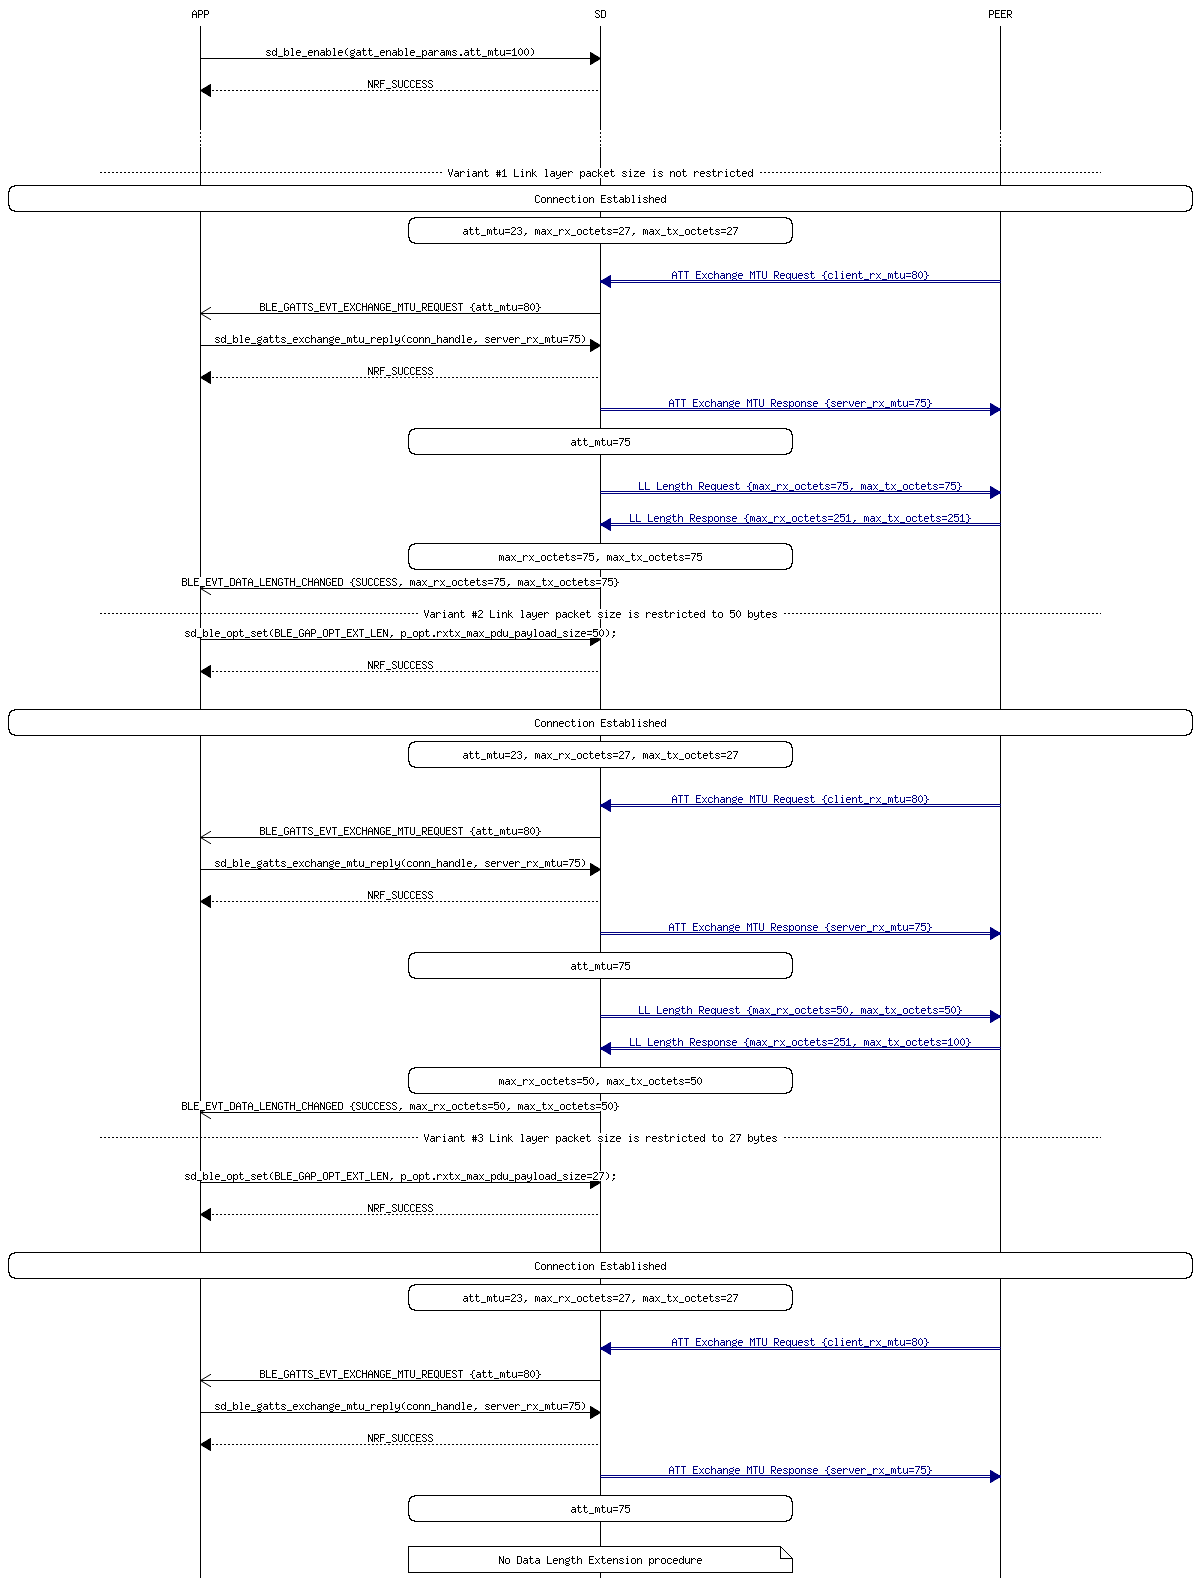 APP SD PEER
sd_ble_enable(gatt_enable_params.att_mtu=100)
NRF_SUCCESS
Variant #1 Link layer packet size is not restricted
Connection Established
att_mtu=23, max_rx_octets=27, max_tx_octets=27
ATT Exchange MTU Request {client_rx_mtu=80}
BLE_GATTS_EVT_EXCHANGE_MTU_REQUEST {att_mtu=80}
sd_ble_gatts_exchange_mtu_reply(conn_handle, server_rx_mtu=75)
NRF_SUCCESS
ATT Exchange MTU Response {server_rx_mtu=75}
att_mtu=75
LL Length Request {max_rx_octets=75, max_tx_octets=75}
LL Length Response {max_rx_octets=251, max_tx_octets=251}
max_rx_octets=75, max_tx_octets=75
BLE_EVT_DATA_LENGTH_CHANGED {SUCCESS, max_rx_octets=75, max_tx_octets=75}
Variant #2 Link layer packet size is restricted to 50 bytes
sd_ble_opt_set(BLE_GAP_OPT_EXT_LEN, p_opt.rxtx_max_pdu_payload_size=50);
NRF_SUCCESS
Connection Established
att_mtu=23, max_rx_octets=27, max_tx_octets=27
ATT Exchange MTU Request {client_rx_mtu=80}
BLE_GATTS_EVT_EXCHANGE_MTU_REQUEST {att_mtu=80}
sd_ble_gatts_exchange_mtu_reply(conn_handle, server_rx_mtu=75)
NRF_SUCCESS
ATT Exchange MTU Response {server_rx_mtu=75}
att_mtu=75
LL Length Request {max_rx_octets=50, max_tx_octets=50}
LL Length Response {max_rx_octets=251, max_tx_octets=100}
max_rx_octets=50, max_tx_octets=50
BLE_EVT_DATA_LENGTH_CHANGED {SUCCESS, max_rx_octets=50, max_tx_octets=50}
Variant #3 Link layer packet size is restricted to 27 bytes
sd_ble_opt_set(BLE_GAP_OPT_EXT_LEN, p_opt.rxtx_max_pdu_payload_size=27);
NRF_SUCCESS
Connection Established
att_mtu=23, max_rx_octets=27, max_tx_octets=27
ATT Exchange MTU Request {client_rx_mtu=80}
BLE_GATTS_EVT_EXCHANGE_MTU_REQUEST {att_mtu=80}
sd_ble_gatts_exchange_mtu_reply(conn_handle, server_rx_mtu=75)
NRF_SUCCESS
ATT Exchange MTU Response {server_rx_mtu=75}
att_mtu=75
No Data Length Extension procedure